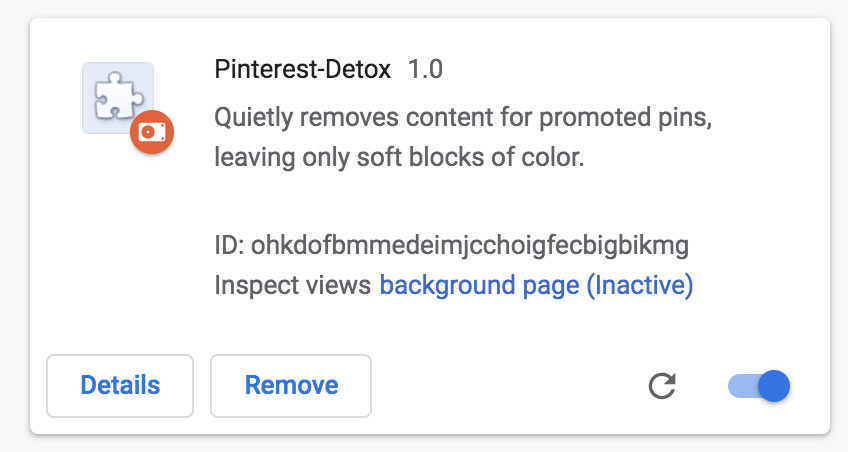 Pinterest-Detox 1.0
Quietly removes content for promoted pins,
leaving only soft blocks of color.
ID: ohkdofbmmedeimjcchoigfecbigbikmg
Inspect views background page (Inactive)
Details Remove